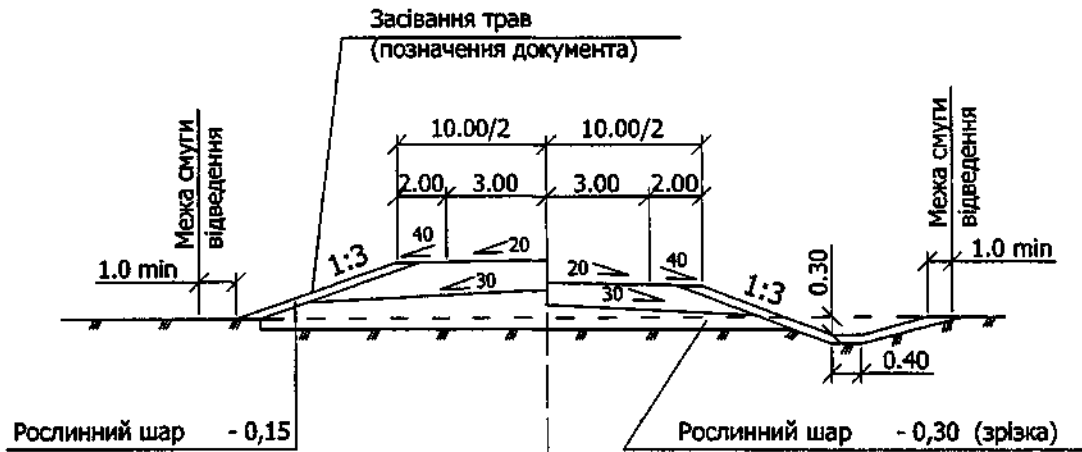 Засівання трав
(позначення документа)
10.00/2 10.00/2
Межа смуги
відведення
Межа смуги
відведення
2.00 3.00 3.00 2.00
1.0 min
1.0 min
1:3
40
20
20
40
30
30
1:3
0.30
0.40
Рослинний шар - 0,15
Рослинний шар - 0,30 (зрізка)